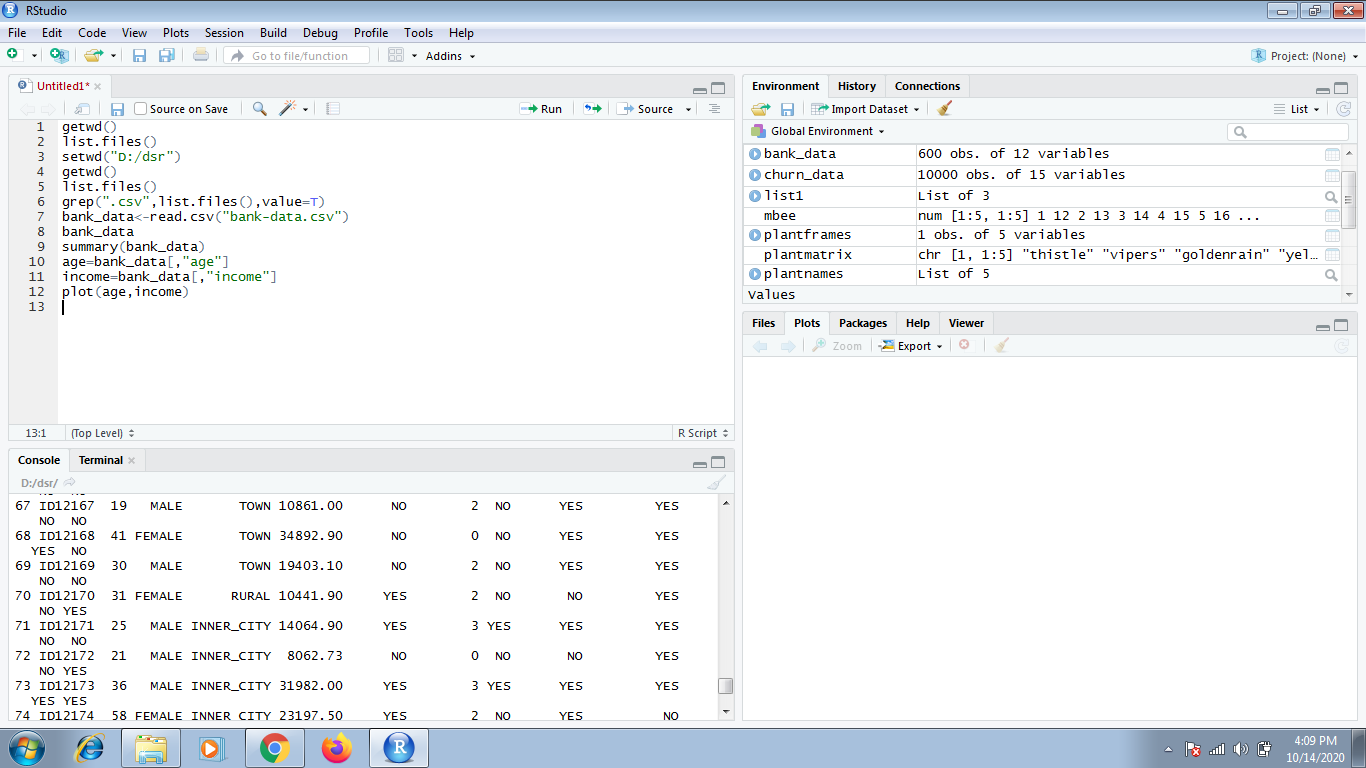 RStudio
File Edit Code View Plots Session Build Debug Profile Tools Help
Go to file/function Addins Project: (None)
Untitled1*
Source on Save Run Source
1 getwd()
2 list.files()
3 setwd("D:/dsr")
4 getwd()
5 list.files()
6 grep(".csv",list.files(),value=T)
7 bank_data<-read.csv("bank-data.csv")
8 bank_data
9 summary(bank_data)
10 age=bank_data[,"age"]
11 income=bank_data[,"income"]
12 plot(age,income)
13
13:1 (Top Level) R Script
Console Terminal
D:/dsr/
67 ID12167 19 MALE TOWN 10861.00 NO 2 NO YES YES
NO NO
68 ID12168 41 FEMALE TOWN 34892.90 NO 0 NO YES YES
YES NO
69 ID12169 30 MALE TOWN 19403.10 NO 2 NO YES YES
NO NO
70 ID12170 31 FEMALE RURAL 10441.90 YES 2 NO NO YES
NO YES
71 ID12171 25 MALE INNER_CITY 14064.90 YES 3 YES YES YES
NO NO
72 ID12172 21 MALE INNER_CITY 8062.73 NO 0 NO NO YES
NO YES
73 ID12173 36 MALE INNER_CITY 31982.00 YES 3 YES YES YES
YES YES
74 ID12174 58 FEMALE INNER_CITY 23197.50 YES 2 NO YES NO
Environment History Connections
Import Dataset List
Global Environment
bank_data 600 obs. of 12 variables
churn_data 10000 obs. of 15 variables
list1 List of 3
mbee num [1:5, 1:5] 1 12 2 13 3 14 4 15 5 16 ...
plantframes 1 obs. of 5 variables
plantmatrix chr [1, 1:5] "thistle" "vipers" "goldenrain" "yel…
plantnames List of 5
Values
Files Plots Packages Help Viewer
Zoom Export
4:09 PM
10/14/2020